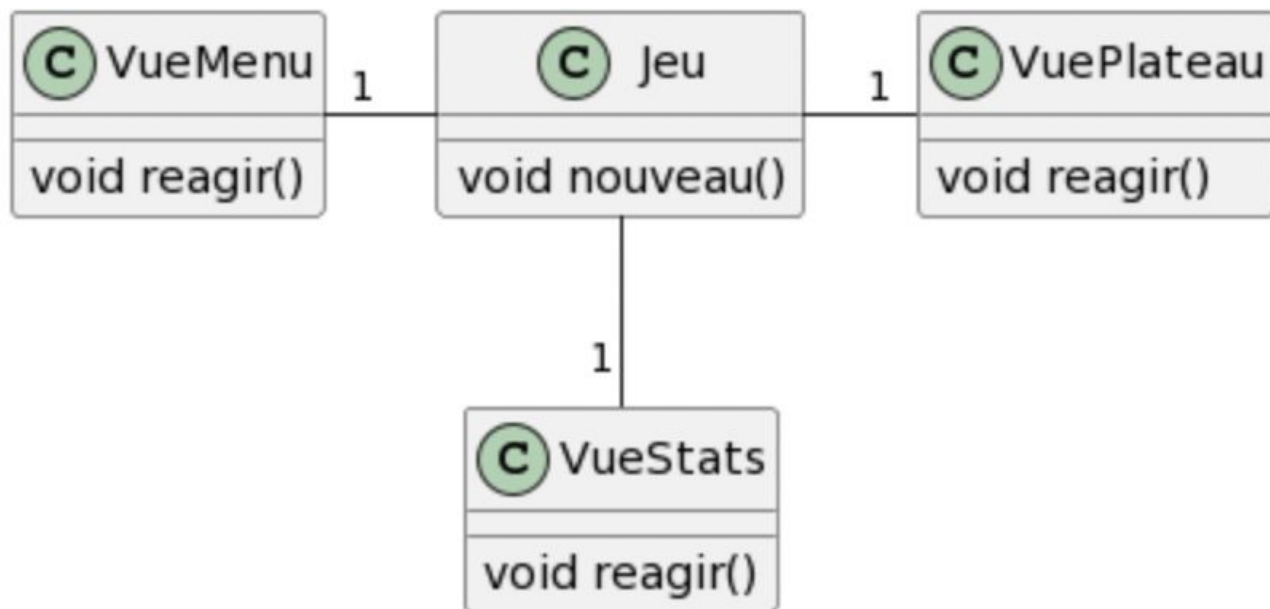 C VueMenu
1
C Jeu
1
C VuePlateau
void reagir()
void nouveau()
void reagir()
1
C VueStats
void reagir()